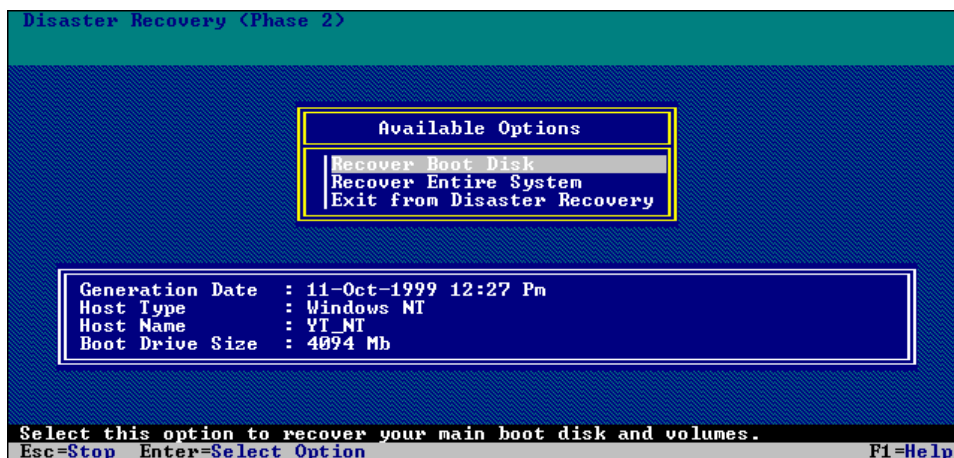 Disaster Recovery (Phase 2)
Available Options
Recover Boot Disk
Recover Entire System
Exit from Disaster Recovery
Generation Date : 11-Oct-1999 12:27 Pm
Host Type : Windows NT
Host Name : YT_NT
Boot Drive Size : 4094 Mb
Select this option to recover your main boot disk and volumes.
Esc=Stop Enter=Select Option F1=Help